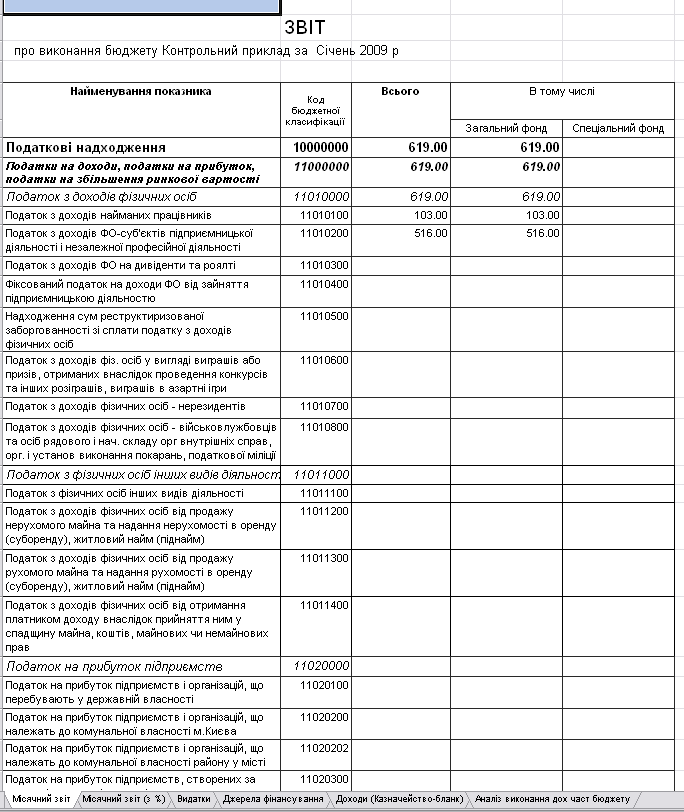 ЗВІТ
про виконання бюджету Контрольний приклад за Січень 2009 р
Найменування показника
Код
бюджетної
класифікації
Всього
В тому числі
Загальний фонд
Спеціальний фонд
Податкові надходження 10000000 619.00 619.00
Податки на доходи, податки на прибуток,
податки на збільшення ринкової вартості 11000000 619.00 619.00
Податок з доходів фізичних осіб 11010000 619.00 619.00
Податок з доходів найманих працівників 11010100 103.00 103.00
Податок з доходів ФО-суб'єктів підприємницької 11010200 516.00 516.00
діяльності і незалежної професійної діяльності
Податок з доходів ФО на дивіденти та роялті 11010300
Фіксований податок на доходи ФО від зайняття 11010400
підприємницькою діяльностю
Надходження сум реструктиризованої 11010500
заборгованності зі сплати податку з доходів
фізичних осіб
Податок з доходів фіз. осіб у вигляді виграшів або 11010600
призів, отриманих внаслідок проведення конкурсів
та інших розіграшів, виграшів в азартні ігри
Податок з доходів фізичних осіб - нерезидентів 11010700
Податок з доходів фізичних осіб - військовлужбовців 11010800
та осіб рядового і нач. складу орг внутрішніх справ,
орг. і установ виконання покарань, податкової міліції
Податок з фізичних осіб інших видів діяльност 11011000
Податок з фізичних осіб інших видів діяльності 11011100
Податок з доходів фізичних осіб від продажу 11011200
нерухомого майна та надання нерухомості в оренду
(суборенду), житловий найм (піднайм)
Податок з доходів фізичних осіб від продажу 11011300
рухомого майна та надання рухомості в оренду
(суборенду), житловий найм (піднайм)
Податок з доходів фізичних осіб від отримання 11011400
платником доходу внаслідок прийняття ним у
спадщину майна, коштів, майнових чи немайнових
прав
Податок на прибуток підприємств 11020000
Податок на прибуток підприємств і організацій, що 11020100
перебувають у державній власності
Податок на прибуток підприємств і організацій, що 11020200
належать до комунальної власності м.Києва
Податок на прибуток підприємств і організацій, що 11020202
належать до комунальної власності району у місті
Податок на прибуток підприємств, створених за 11020300
Місячний звіт Місячний звіт (з %) Видатки Джерела фінансування Доходи (Казначейство-бланк) Аналіз виконання дох част бюджету